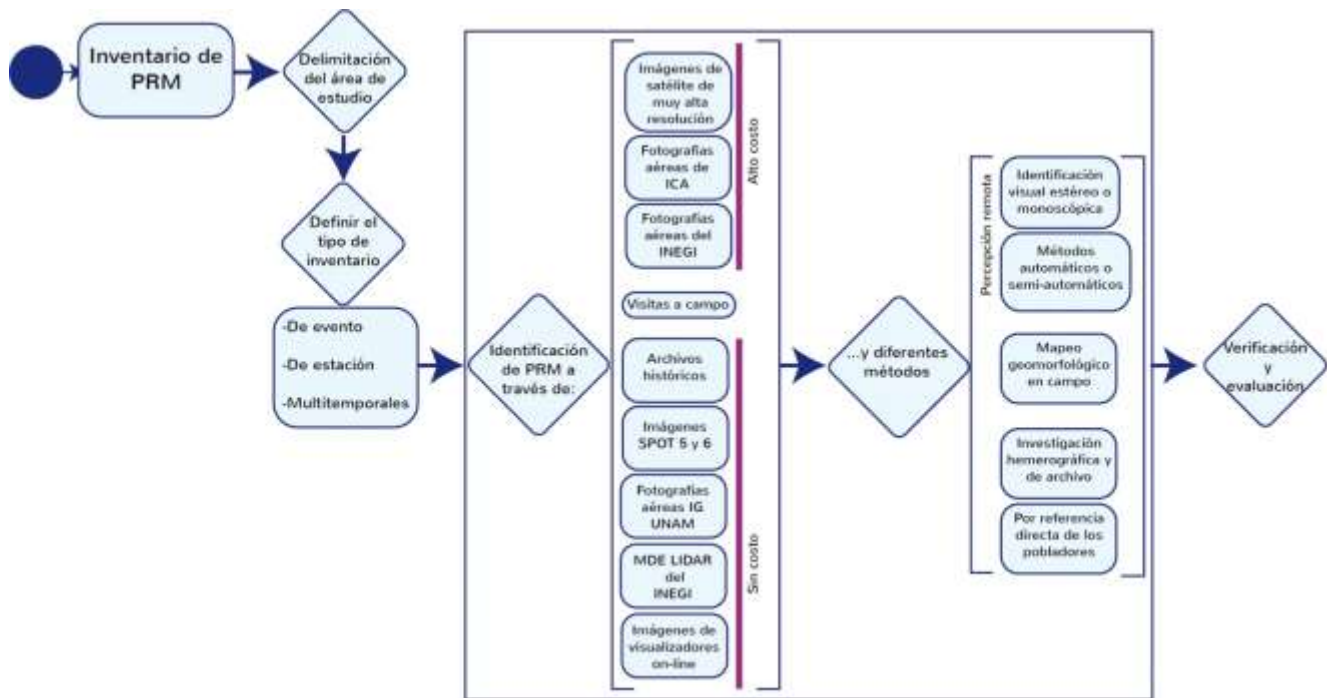 Inventario de
PRM
Delimitación
del área de
estudio
Definir el
tipo de
inventario
-De evento
-De estación
-Multitemporales
Identificación
de PRM a
través de:
Imágenes de
satélite de
muy alta
resolución
Fotografías
aéreas de
ICA
Fotografías
aéreas del
INEGI
Alto costo
Visitas a campo
Archivos
históricos
Imágenes
SPOT 5 y 6
Fotografías
aéreas IG
UNAM
MDE LIDAR
del
INEGI
Imágenes de
visualizadores
on-line
Sin costo
...y diferentes
métodos
Percepción remota
Identificación
visual estéreo o
monoscópica
Métodos
automáticos o
semi-automáticos
Mapeo
geomorfológico
en campo
Investigación
hemerográfica y
de archivo
Por referencia
directa de los
pobladores
Verificación
y
evaluación